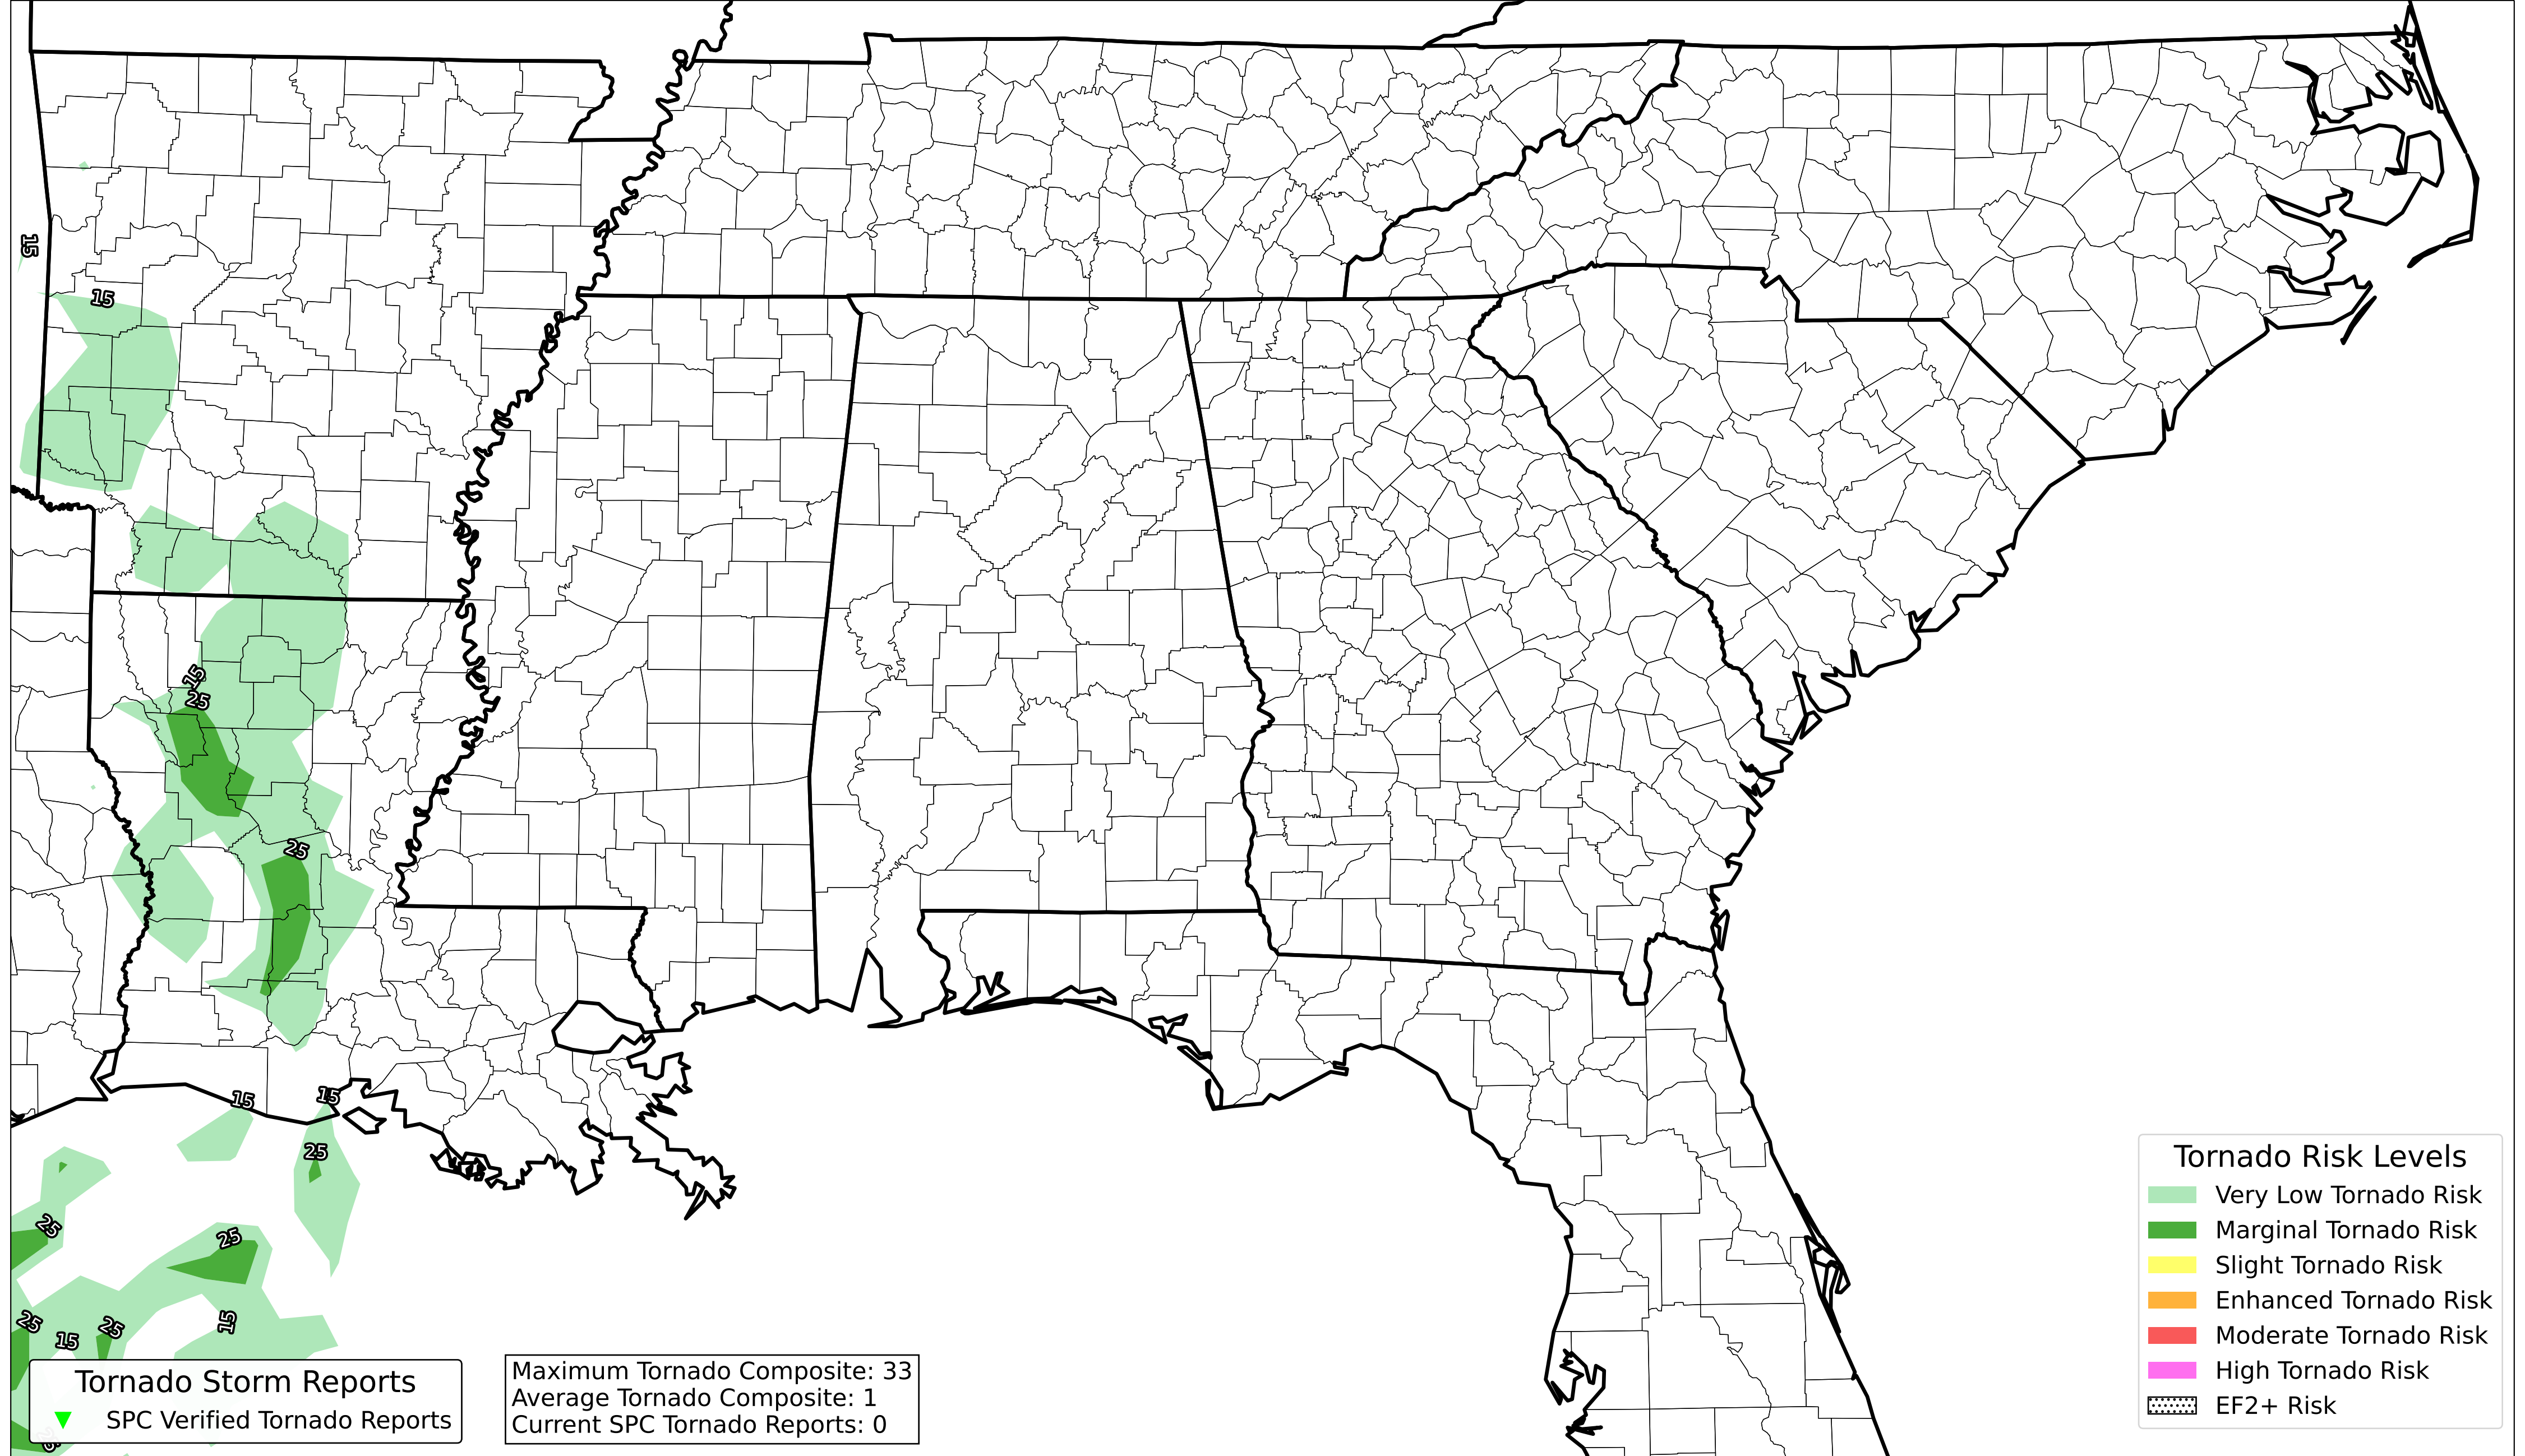 15
15
15
25
25
15
15
25
25
25
25
15
25
15
Tornado Storm Reports
SPC Verified Tornado Reports
Maximum Tornado Composite: 33
Average Tornado Composite: 1
Current SPC Tornado Reports: 0
Tornado Risk Levels
Very Low Tornado Risk
Marginal Tornado Risk
Slight Tornado Risk
Enhanced Tornado Risk
Moderate Tornado Risk
High Tornado Risk
EF2+ Risk